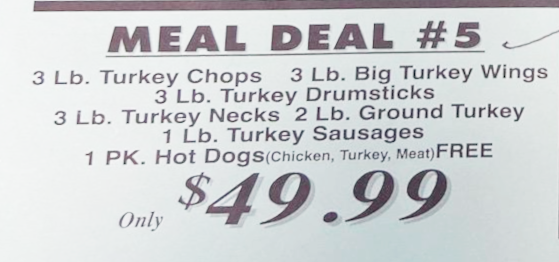 MEAL DEAL #5
3 Lb. Turkey Chops 3 Lb. Big Turkey Wings
3 Lb. Turkey Drumsticks
3 Lb. Turkey Necks 2 Lb. Ground Turkey
1 Lb. Turkey Sausages
1 PK. Hot Dogs(Chicken, Turkey, Meat)FREE
Only $49.99